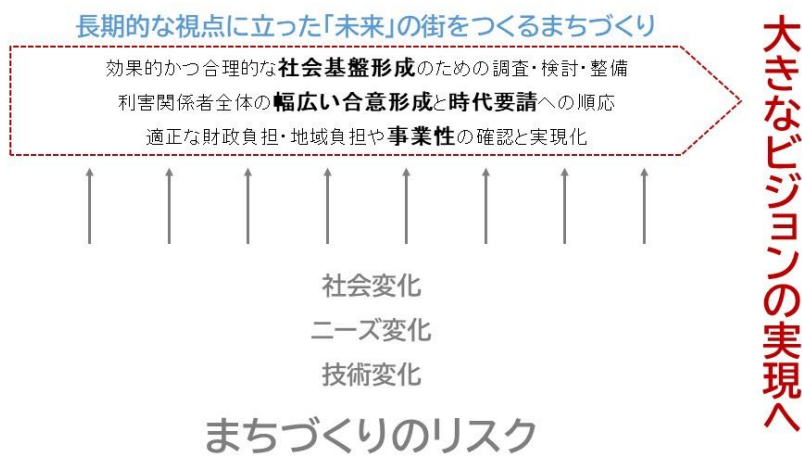 長期的な視点に立った「未来」の街をつくるまちづくり
効果的かつ合理的な社会基盤形成のための調査・検討・整備
利害関係者全体の幅広い合意形成と時代要請への順応
適正な財政負担・地域負担や事業性の確認と実現化
大きなビジョンの実現へ
社会変化
ニーズ変化
技術変化
まちづくりのリスク